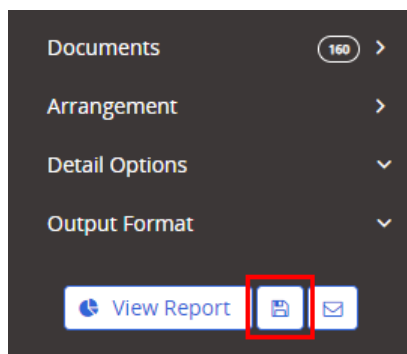 Documents 160
Arrangement
Detail Options
Output Format
View Report